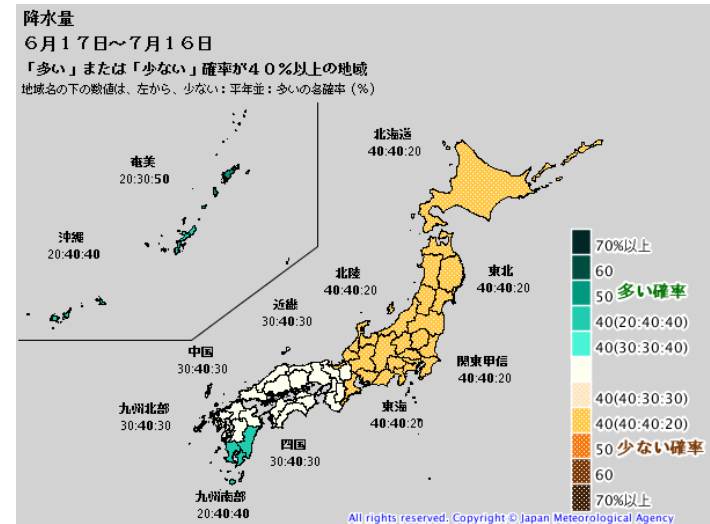 降水量
６月１７日～７月１６日
「多い」または「少ない」確率が４０％以上の地域
地域名の下の数値は、左から、少ない：平年並：多いの各確率（％）
北海道
40:40:20
奄美
20:30:50
沖縄
20:40:40
北陸
40:40:20
東北
40:40:20
近畿
30:40:30
中国
30:40:30
関東甲信
40:40:20
九州北部
30:40:30
東海
40:40:20
四国
30:40:30
九州南部
20:40:40
70%以上
60
50 多い確率
40(20:40:40)
40(30:30:40)
40(40:30:30)
40(40:40:20)
50 少ない確率
60
70%以上
All rights reserved. Copyright © Japan Meteorological Agency